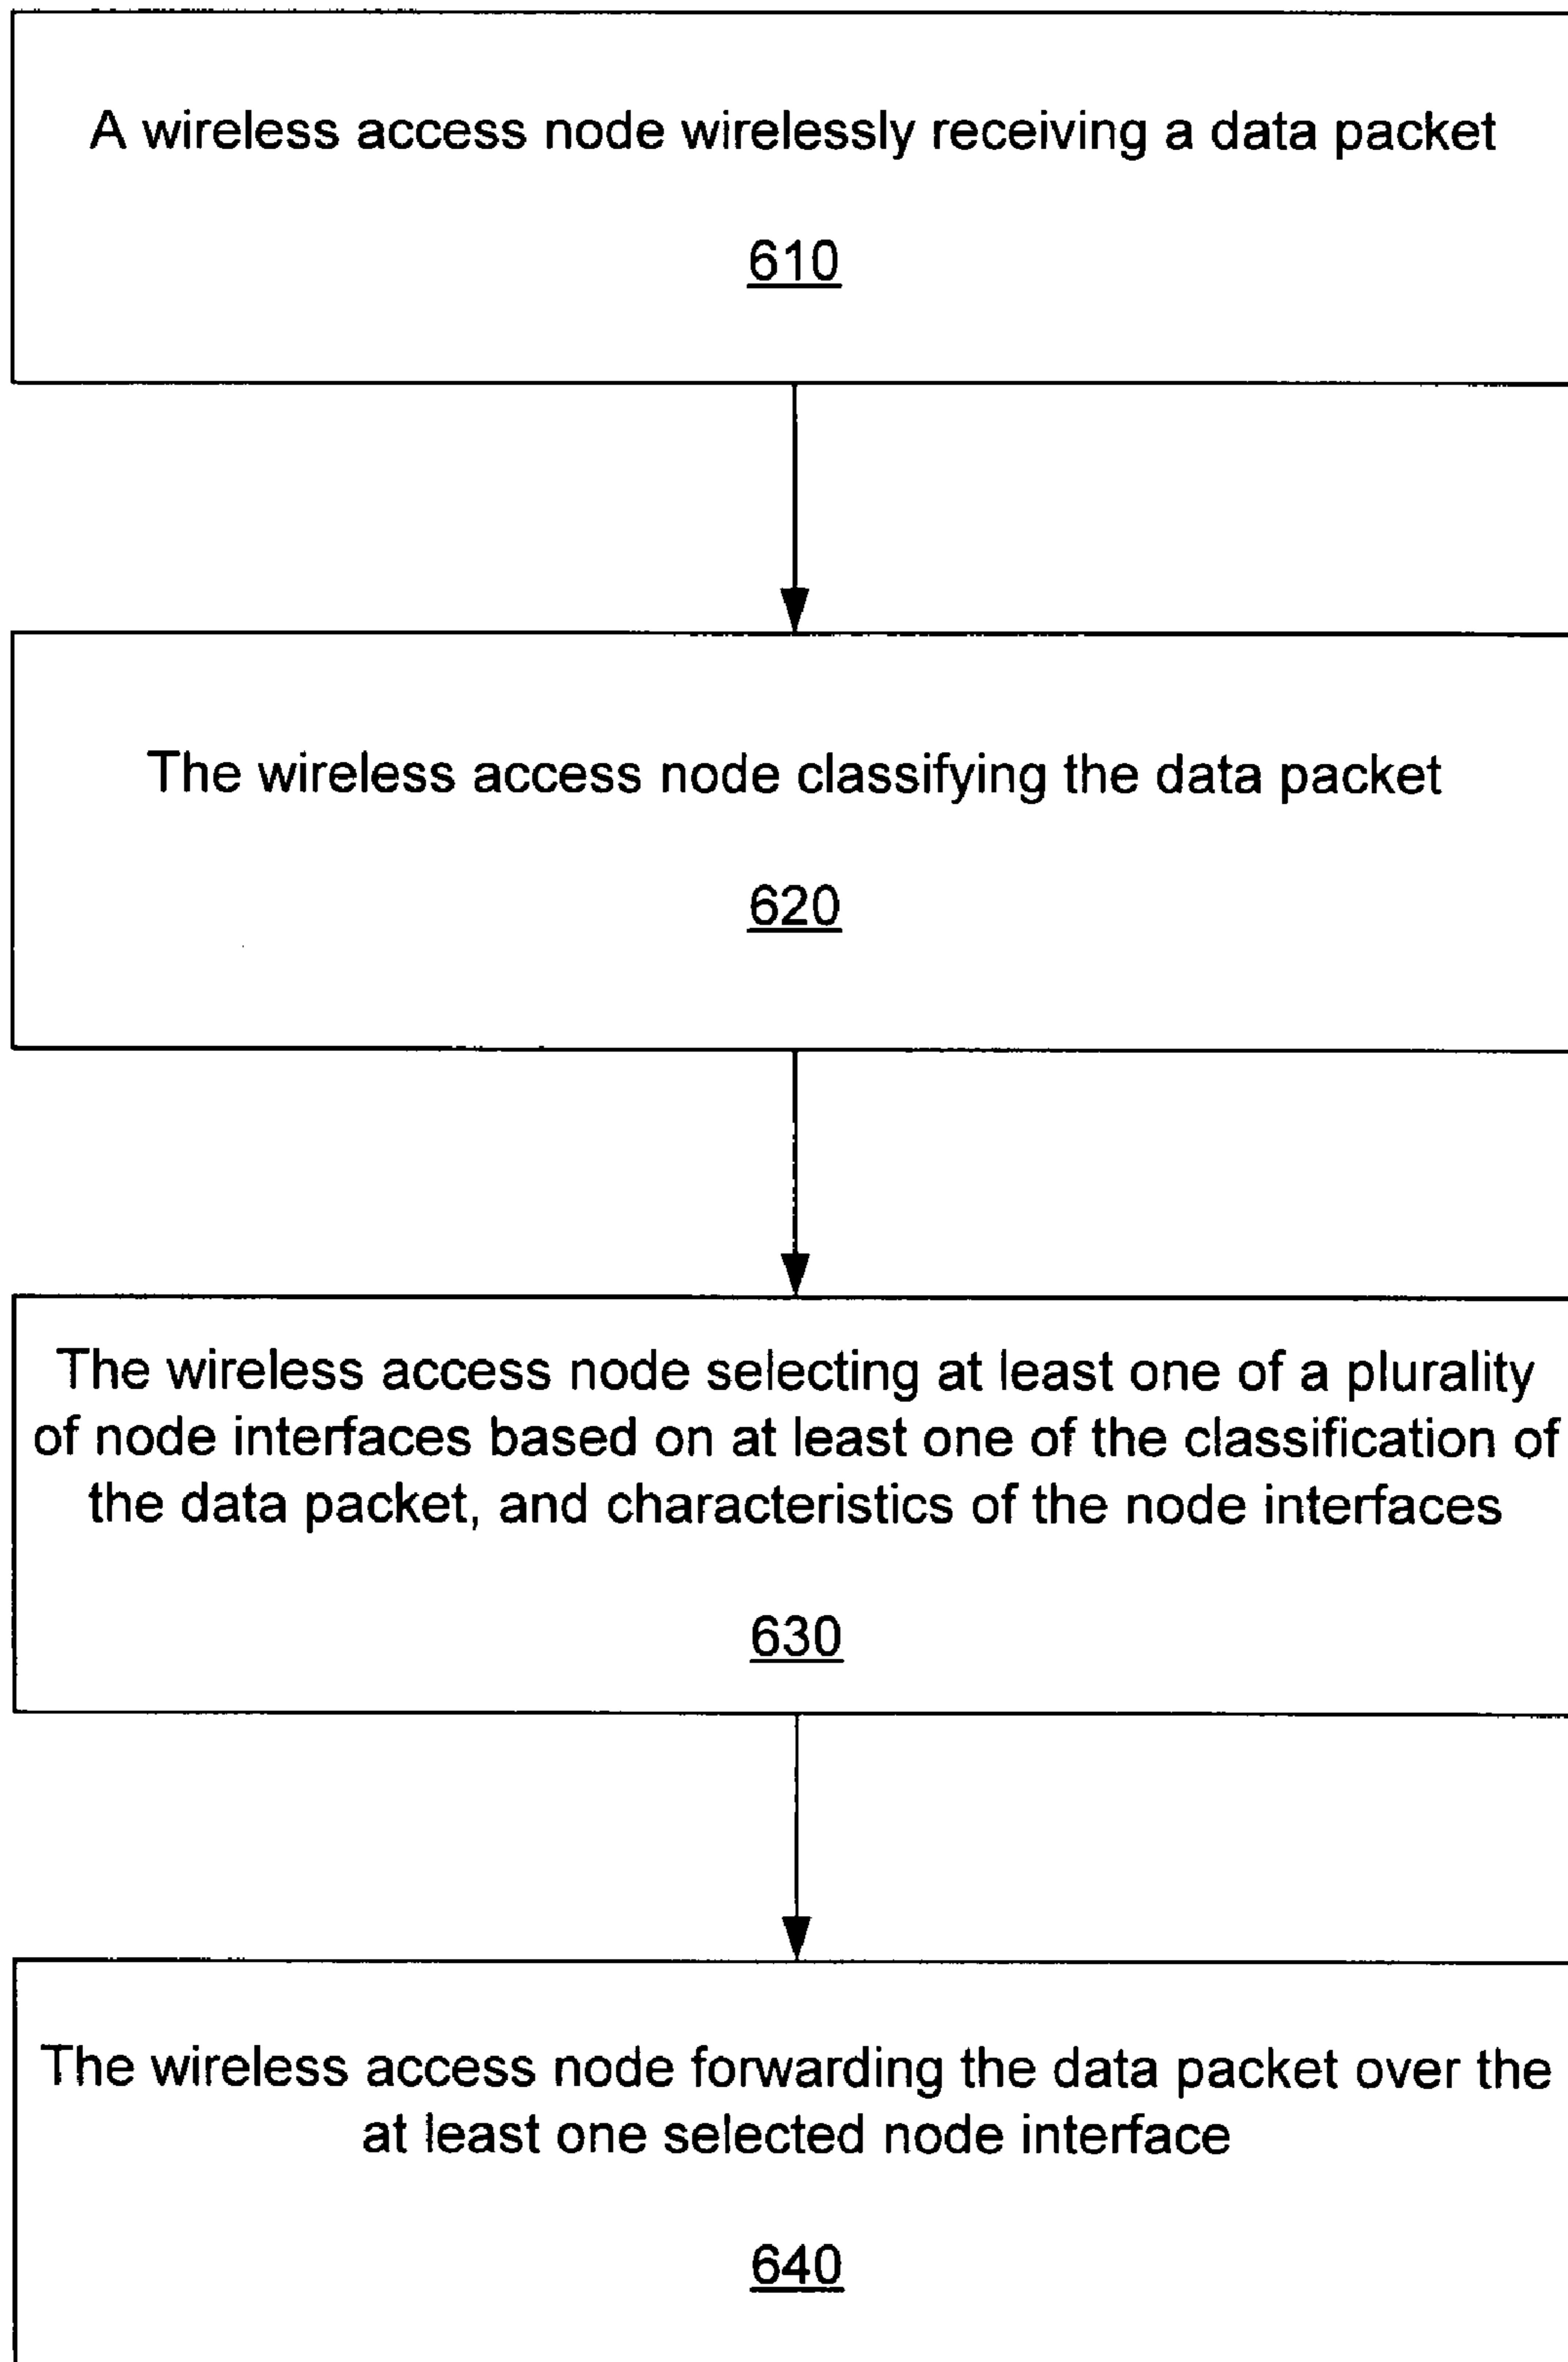 A wireless access node wirelessly receiving a data packet
610
The wireless access node classifying the data packet
620
The wireless access node selecting at least one of a plurality
of node interfaces based on at least one of the classification of
the data packet, and characteristics of the node interfaces
630
The wireless access node forwarding the data packet over the
at least one selected node interface
640